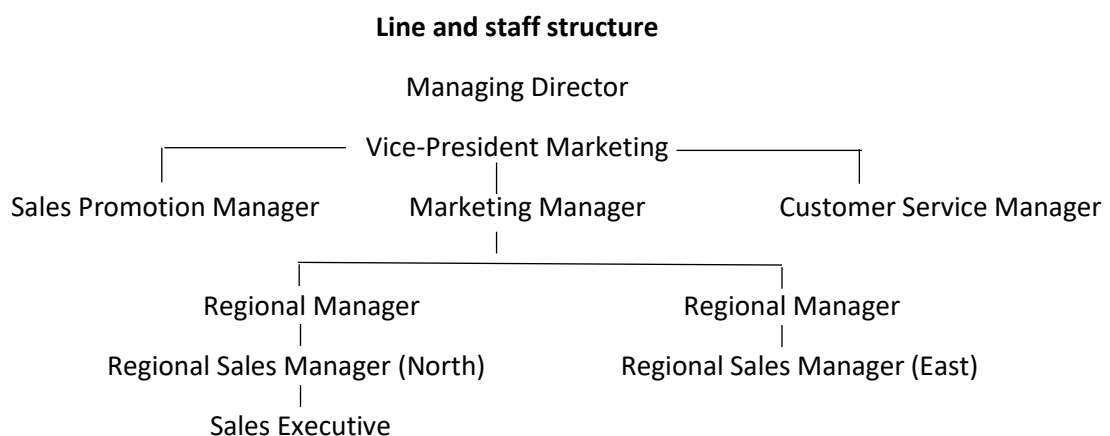 Line and staff structure
Managing Director
Vice-President Marketing
Sales Promotion Manager Marketing Manager Customer Service Manager
Regional Manager Regional Manager
Regional Sales Manager (North) Regional Sales Manager (East)
Sales Executive